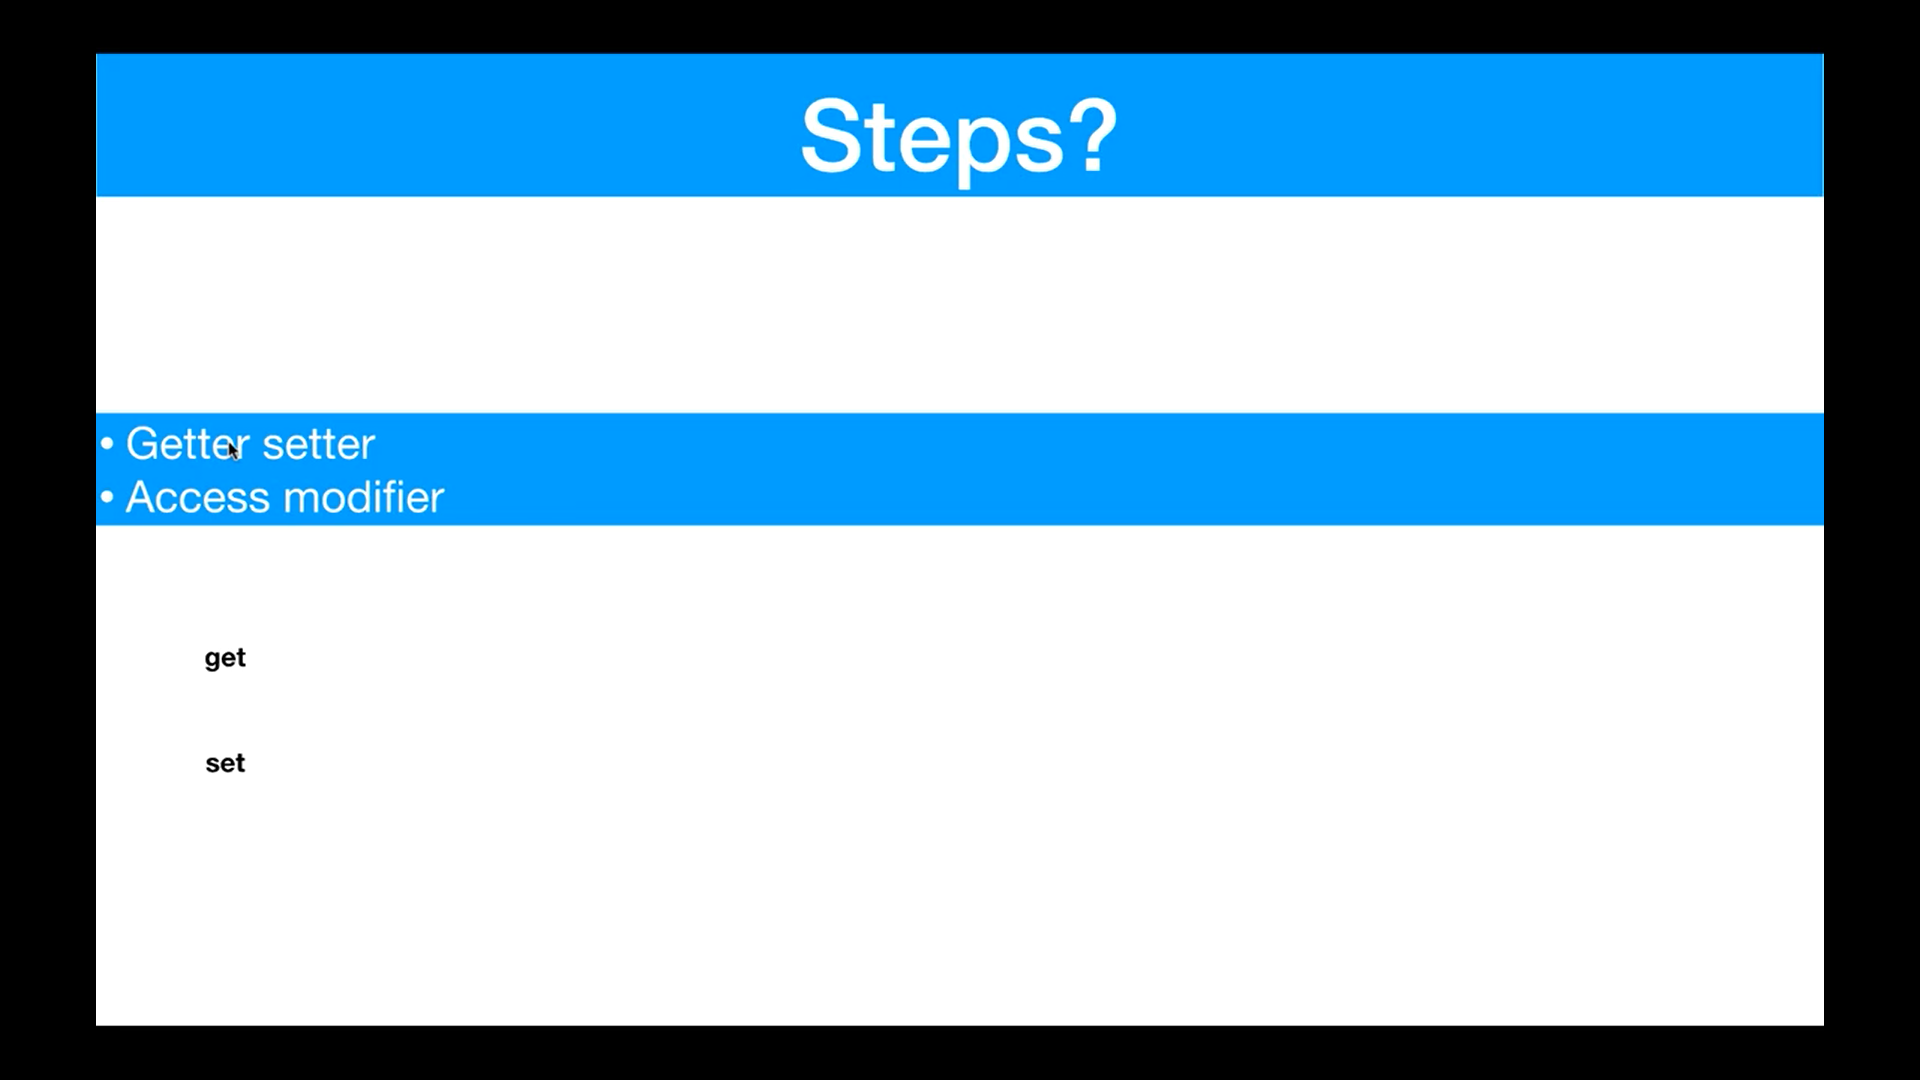 Steps?
• Getter setter
• Access modifier
get
set